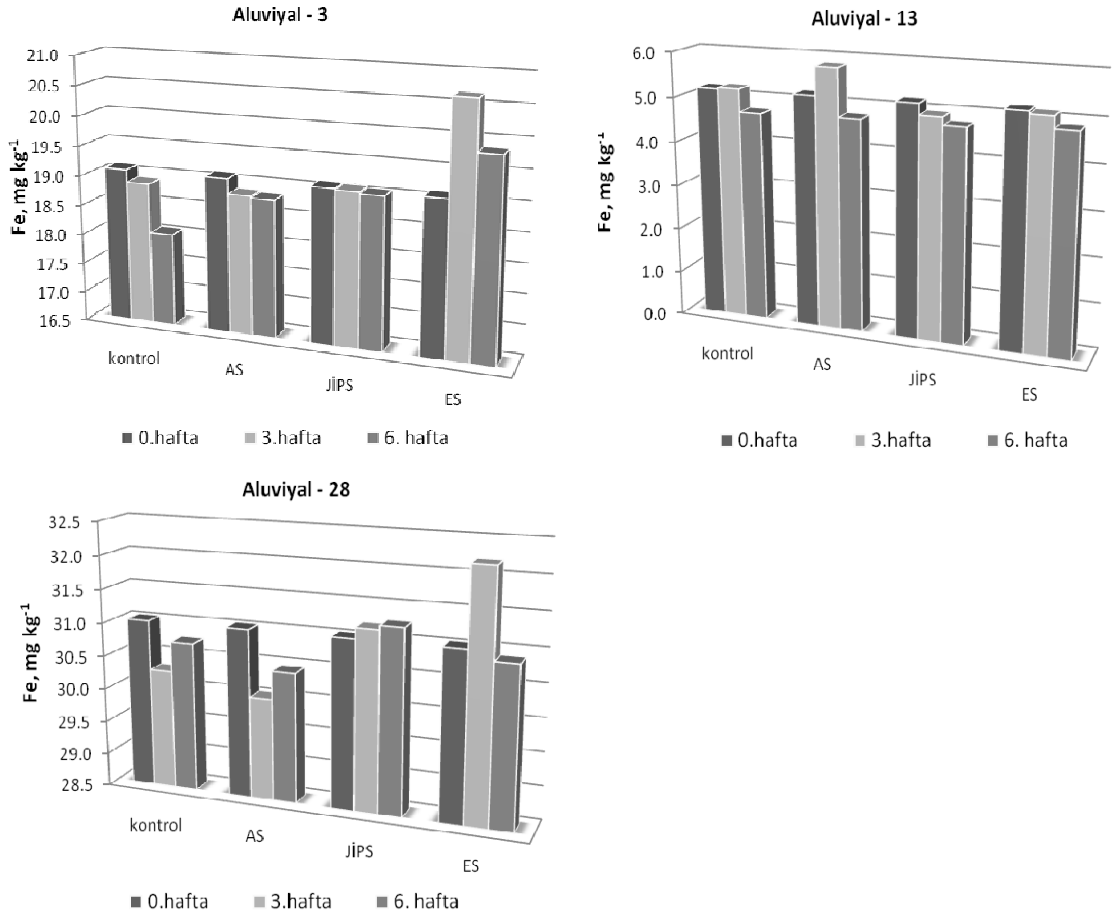 Aluviyal - 3
21.0
20.5
20.0
19.5
19.0
18.5
18.0
17.5
17.0
16.5
Fe, mg kg-1
kontrol
AS
JİPS
ES
0.hafta 3.hafta 6. hafta
Aluviyal - 13
6.0
5.0
4.0
3.0
2.0
1.0
0.0
Fe, mg kg-1
kontrol
AS
JİPS
ES
0.hafta 3.hafta 6. hafta
Aluviyal - 28
32.5
32.0
31.5
31.0
30.5
30.0
29.5
29.0
28.5
Fe, mg kg-1
kontrol
AS
JİPS
ES
0.hafta 3.hafta 6. hafta